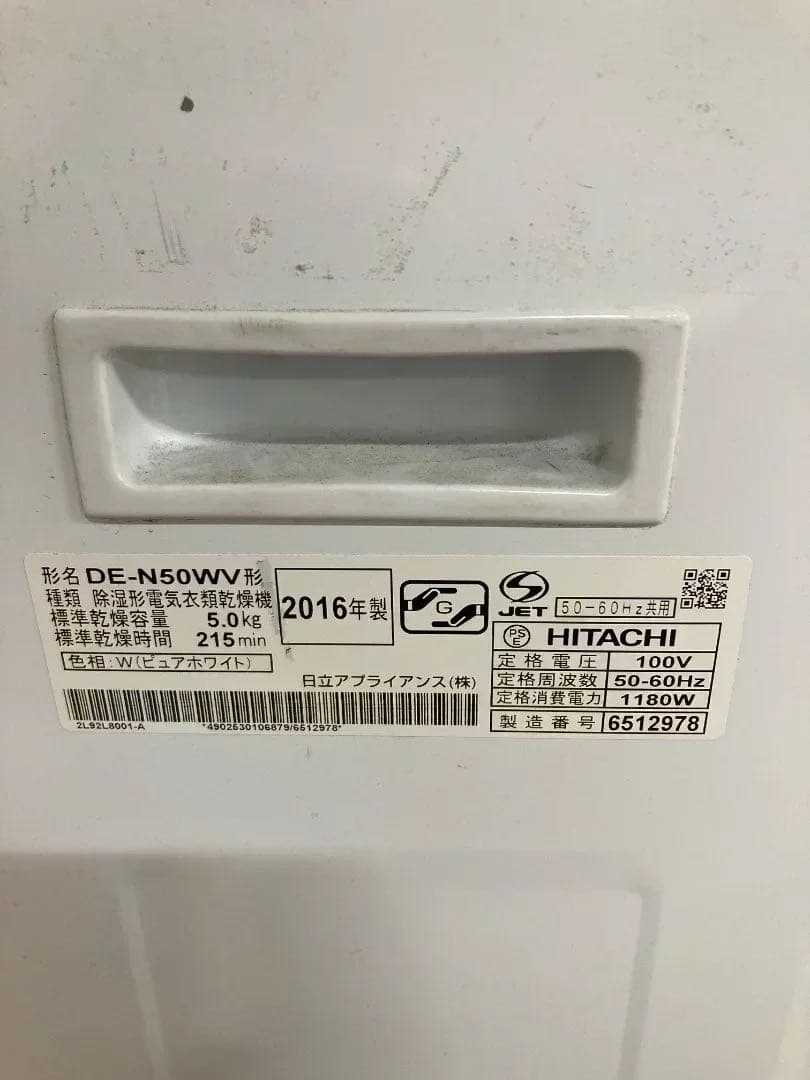 形名 DE-N50WV形
種類 除湿形電気衣類乾燥機
標準乾燥容量 5.0kg
標準乾燥時間 215min
色相:W(ピュアホワイト)
2016年製
G
JET
50-60Hz共用
日立アプライアンス(株)
2L92L8001-A
*4902530106879/6512978*
PSE HITACHI
定格電圧 100V
定格周波数 50-60Hz
定格消費電力 1180W
製造番号 6512978